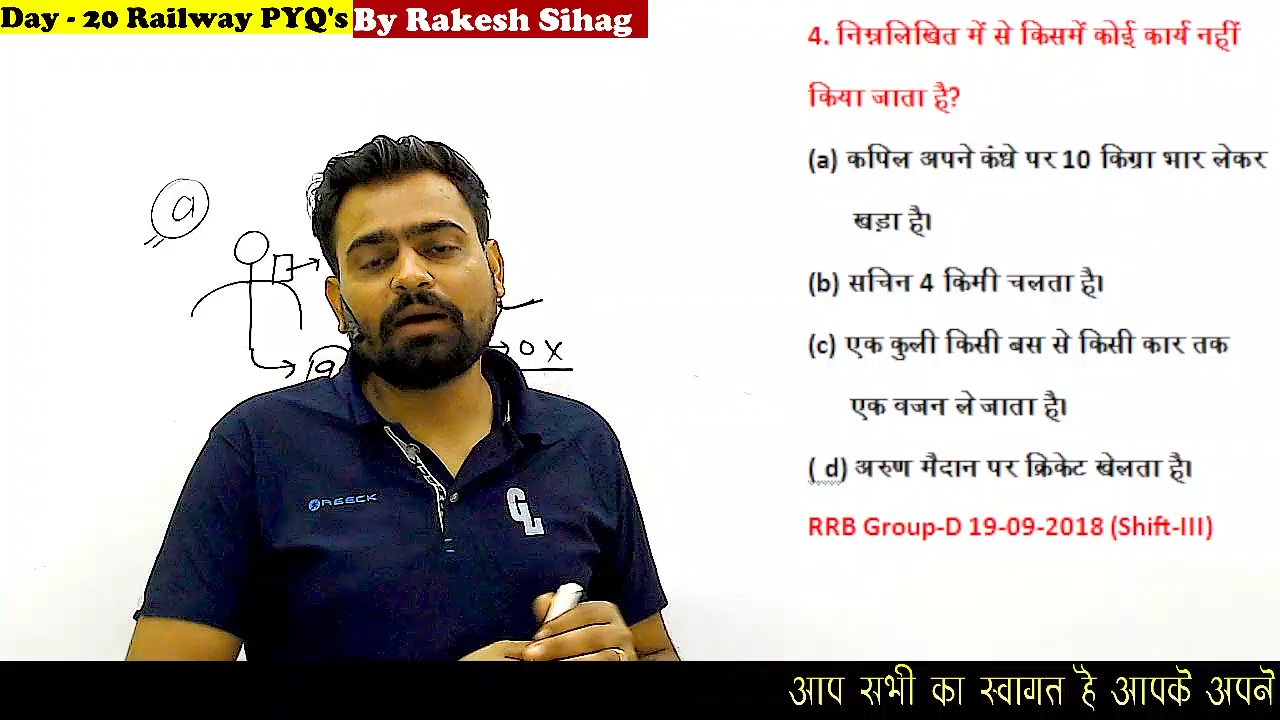 Day - 20 Railway PYQ's By Rakesh Sihag
4. निम्नलिखित में से किसमें कोई कार्य नहीं
किया जाता है?
(a) कपिल अपने कंधे पर 10 किग्रा भार लेकर
खड़ा है।
(b) सचिन 4 किमी चलता है।
(c) एक कुली किसी बस से किसी कार तक
एक वजन ले जाता है।
( d) अरुण मैदान पर क्रिकेट खेलता है।
RRB Group-D 19-09-2018 (Shift-III)
a
0 X
OREECK
GL
आप सभी का स्वागत है आपके अपने